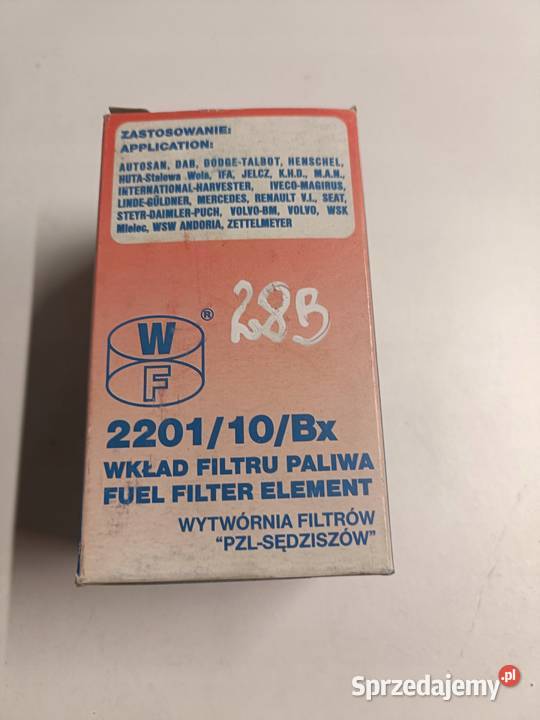 ZASTOSOWANIE:
APPLICATION:
AUTOSAN, DAB, DODGE-TALBOT, HENSCHEL,
HUTA-Stalowa Wola, IFA, JELCZ, K.H.D., M.A.N.,
INTERNATIONAL-HARVESTER, IVECO-MAGIRUS,
LINDE-GÜLDNER, MERCEDES, RENAULT V.I., SEAT,
STEYR-DAIMLER-PUCH, VOLVO-BM, VOLVO, WSK
Mielec, WSW ANDORIA, ZETTELMEYER
28B
®
W
F
2201/10/Bx
WKŁAD FILTRU PALIWA
FUEL FILTER ELEMENT
WYTWÓRNIA FILTRÓW
“PZL-SĘDZISZÓW”
Sprzedajemy.pl